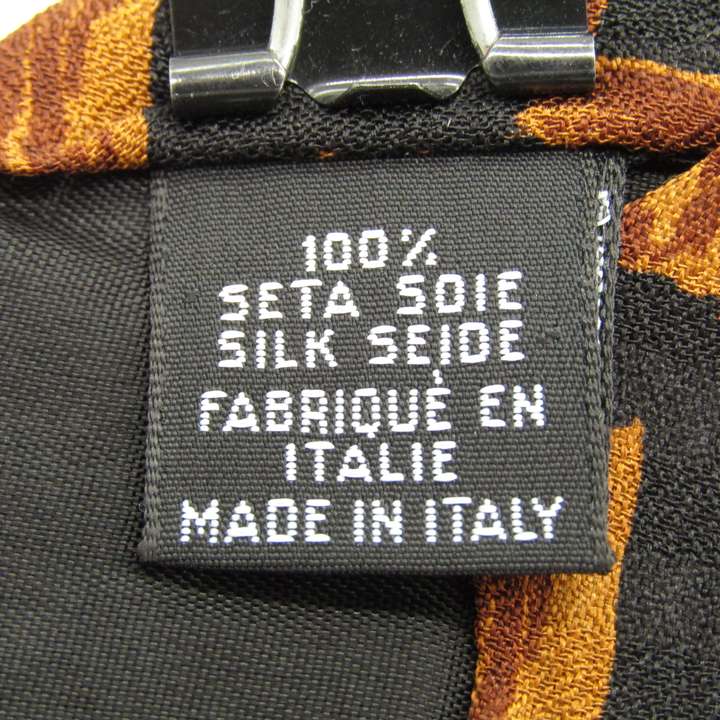 100%
SETA SOIE
SILK SEIDE
FABRIQUÉ EN
ITALIE
MADE IN ITALY